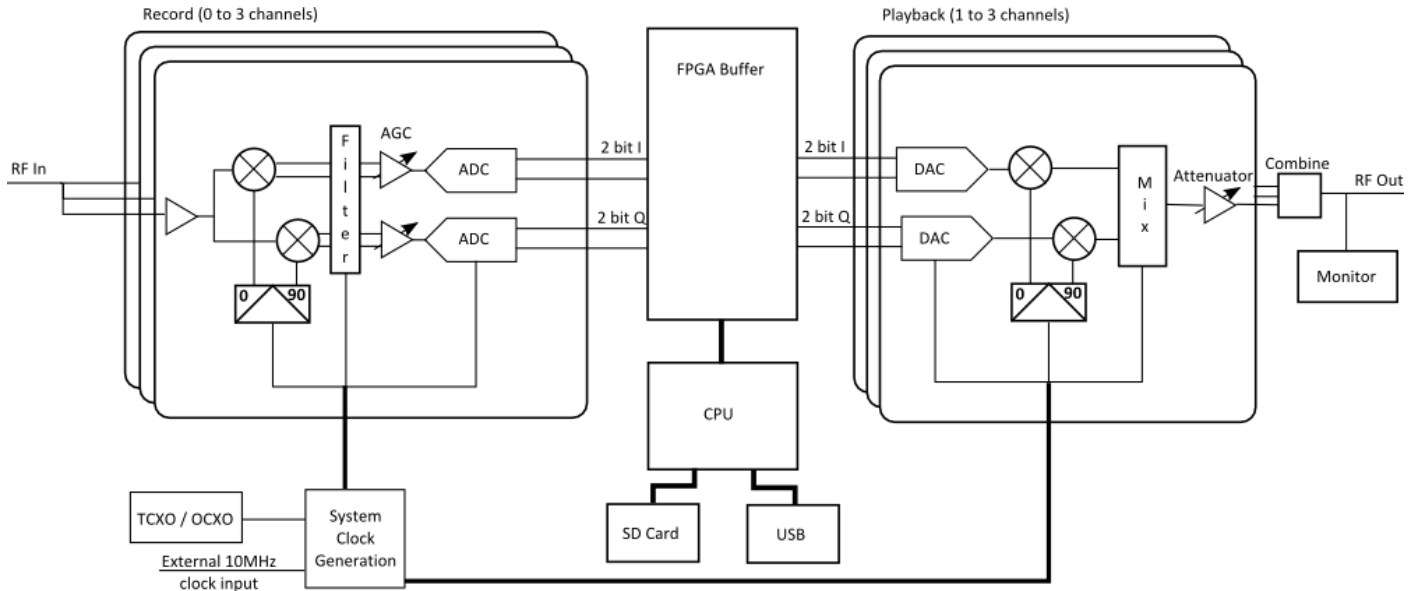 Record (0 to 3 channels)
Playback (1 to 3 channels)
FPGA Buffer
RF In
Filter
AGC
ADC
2 bit I
2 bit I
DAC
Mix
Attenuator
Combine
RF Out
ADC
2 bit Q
2 bit Q
DAC
Monitor
0 90
0 90
CPU
TCXO / OCXO
System
Clock
Generation
SD Card
USB
External 10MHz
clock input